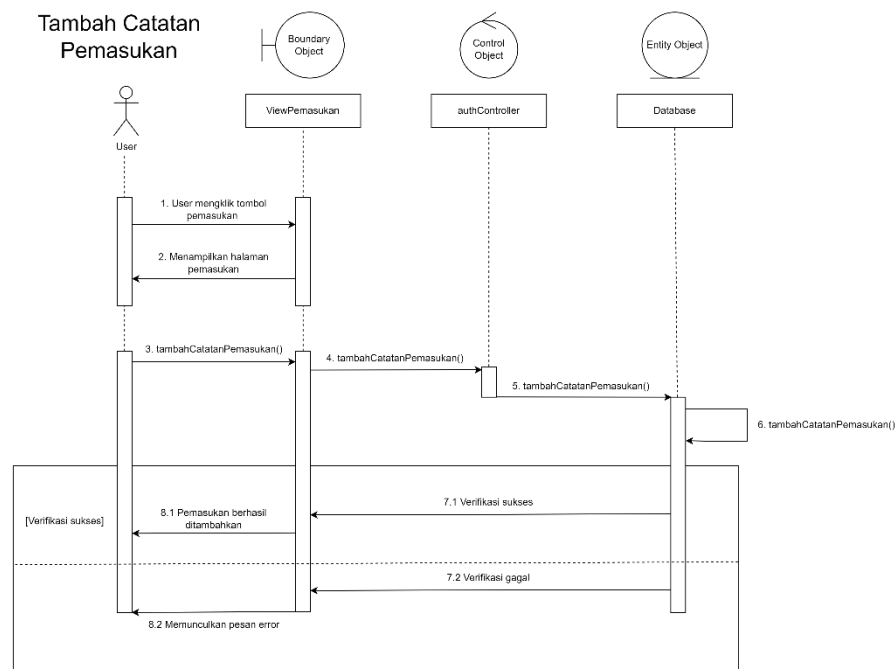 Tambah Catatan
Pemasukan
Boundary
Object
Control
Object
Entity Object
ViewPemasukan
authController
Database
User
1. User mengklik tombol
pemasukan
2. Menampilkan halaman
pemasukan
3. tambahCatatanPemasukan()
4. tambahCatatanPemasukan()
5. tambahCatatanPemasukan()
6. tambahCatatanPemasukan()
7.1 Verifikasi sukses
8.1 Pemasukan berhasil
ditambahkan
[Verifikasi sukses]
7.2 Verifikasi gagal
8.2 Memunculkan pesan error